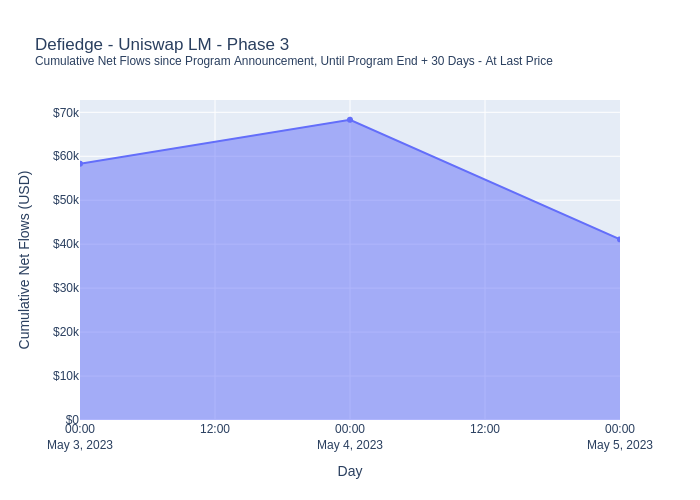 Defiedge - Uniswap LM - Phase 3
Cumulative Net Flows since Program Announcement, Until Program End + 30 Days - At Last Price
Cumulative Net Flows (USD)
$70k
$60k
$50k
$40k
$30k
$20k
$10k
$0
00:00 12:00 00:00 12:00 00:00
May 3, 2023 May 4, 2023 May 5, 2023
Day